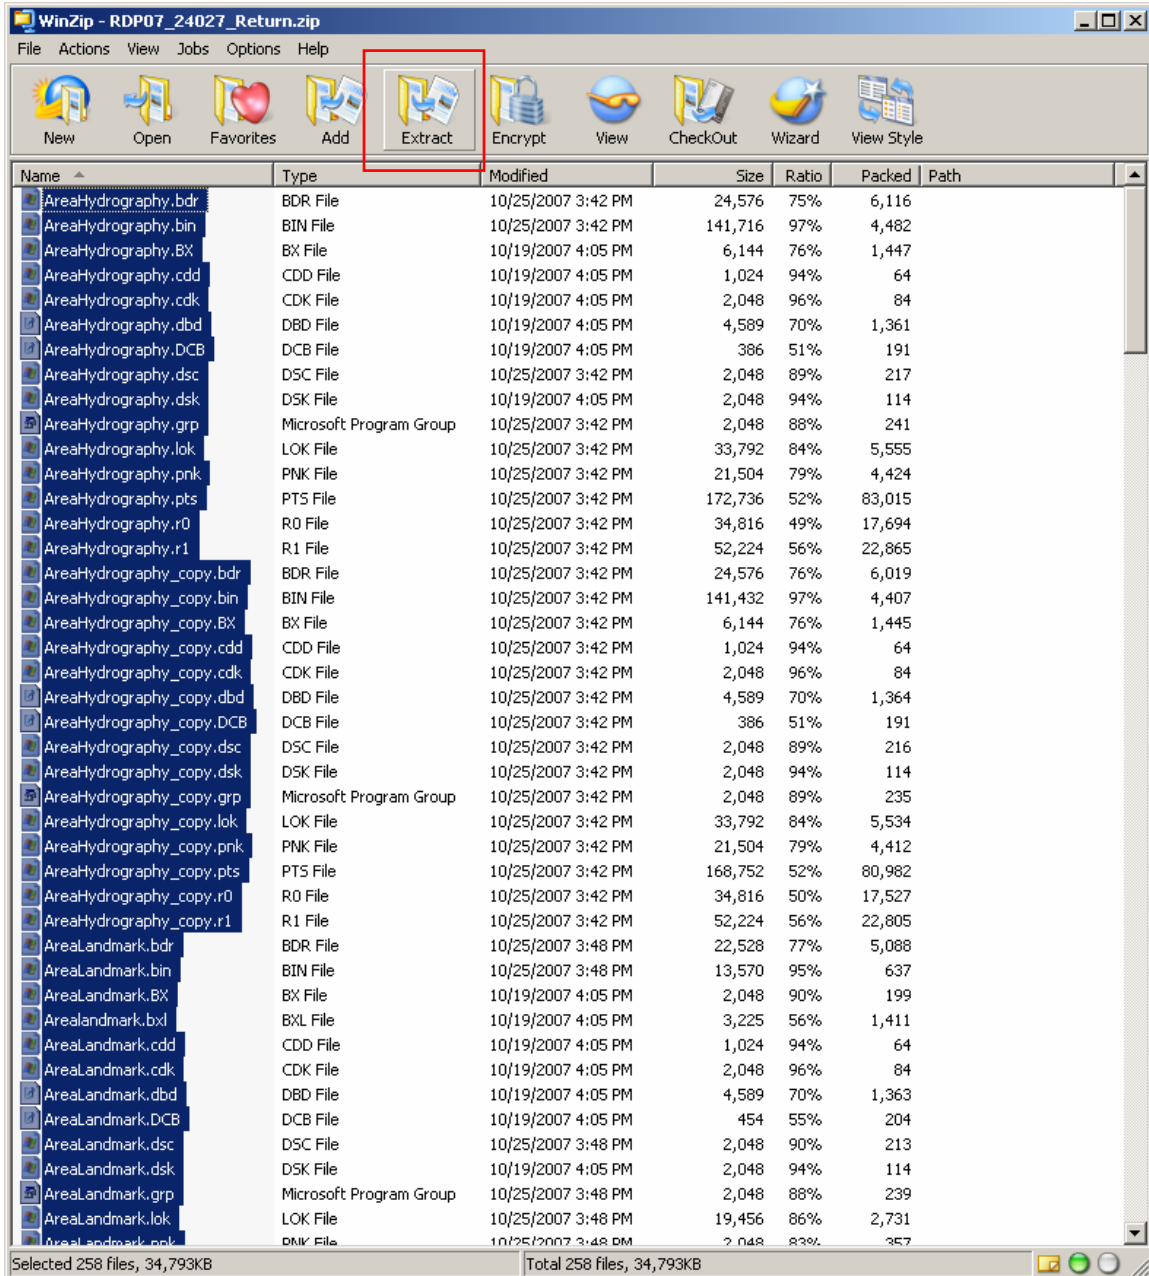 WinZip - RDP07_24027_Return.zip
File Actions View Jobs Options Help
New Open Favorites Add Extract Encrypt View CheckOut Wizard View Style
Name Type Modified Size Ratio Packed Path
AreaHydrography.bdr BDR File 10/25/2007 3:42 PM 24,576 75% 6,116
AreaHydrography.bin BIN File 10/25/2007 3:42 PM 141,716 97% 4,482
AreaHydrography.BX BX File 10/19/2007 4:05 PM 6,144 76% 1,447
AreaHydrography.cdd CDD File 10/19/2007 4:05 PM 1,024 94% 64
AreaHydrography.cdk CDK File 10/19/2007 4:05 PM 2,048 96% 84
AreaHydrography.dbd DBD File 10/19/2007 4:05 PM 4,589 70% 1,361
AreaHydrography.DCB DCB File 10/19/2007 4:05 PM 386 51% 191
AreaHydrography.dsc DSC File 10/25/2007 3:42 PM 2,048 89% 217
AreaHydrography.dsk DSK File 10/19/2007 4:05 PM 2,048 94% 114
AreaHydrography.grp Microsoft Program Group 10/25/2007 3:42 PM 2,048 88% 241
AreaHydrography.lok LOK File 10/25/2007 3:42 PM 33,792 84% 5,555
AreaHydrography.pnk PNK File 10/25/2007 3:42 PM 21,504 79% 4,424
AreaHydrography.pts PTS File 10/25/2007 3:42 PM 172,736 52% 83,015
AreaHydrography.r0 R0 File 10/25/2007 3:42 PM 34,816 49% 17,694
AreaHydrography.r1 R1 File 10/25/2007 3:42 PM 52,224 56% 22,865
AreaHydrography_copy.bdr BDR File 10/25/2007 3:42 PM 24,576 76% 6,019
AreaHydrography_copy.bin BIN File 10/25/2007 3:42 PM 141,432 97% 4,407
AreaHydrography_copy.BX BX File 10/25/2007 3:42 PM 6,144 76% 1,445
AreaHydrography_copy.cdd CDD File 10/25/2007 3:42 PM 1,024 94% 64
AreaHydrography_copy.cdk CDK File 10/25/2007 3:42 PM 2,048 96% 84
AreaHydrography_copy.dbd DBD File 10/25/2007 3:42 PM 4,589 70% 1,364
AreaHydrography_copy.DCB DCB File 10/25/2007 3:42 PM 386 51% 191
AreaHydrography_copy.dsc DSC File 10/25/2007 3:42 PM 2,048 89% 216
AreaHydrography_copy.dsk DSK File 10/25/2007 3:42 PM 2,048 94% 114
AreaHydrography_copy.grp Microsoft Program Group 10/25/2007 3:42 PM 2,048 89% 235
AreaHydrography_copy.lok LOK File 10/25/2007 3:42 PM 33,792 84% 5,534
AreaHydrography_copy.pnk PNK File 10/25/2007 3:42 PM 21,504 79% 4,412
AreaHydrography_copy.pts PTS File 10/25/2007 3:42 PM 168,752 52% 80,982
AreaHydrography_copy.r0 R0 File 10/25/2007 3:42 PM 34,816 50% 17,527
AreaHydrography_copy.r1 R1 File 10/25/2007 3:42 PM 52,224 56% 22,805
AreaLandmark.bdr BDR File 10/25/2007 3:48 PM 22,528 77% 5,088
AreaLandmark.bin BIN File 10/25/2007 3:48 PM 13,570 95% 637
AreaLandmark.BX BX File 10/19/2007 4:05 PM 2,048 90% 199
Arealandmark.bxl BXL File 10/19/2007 4:05 PM 3,225 56% 1,411
AreaLandmark.cdd CDD File 10/19/2007 4:05 PM 1,024 94% 64
AreaLandmark.cdk CDK File 10/19/2007 4:05 PM 2,048 96% 84
AreaLandmark.dbd DBD File 10/19/2007 4:05 PM 4,589 70% 1,363
AreaLandmark.DCB DCB File 10/19/2007 4:05 PM 454 55% 204
AreaLandmark.dsc DSC File 10/25/2007 3:48 PM 2,048 90% 213
AreaLandmark.dsk DSK File 10/19/2007 4:05 PM 2,048 94% 114
AreaLandmark.grp Microsoft Program Group 10/25/2007 3:48 PM 2,048 88% 239
AreaLandmark.lok LOK File 10/25/2007 3:48 PM 19,456 86% 2,731
AreaLandmark.pnk PNK File 10/25/2007 3:48 PM 2,048 83% 357
Selected 258 files, 34,793KB Total 258 files, 34,793KB